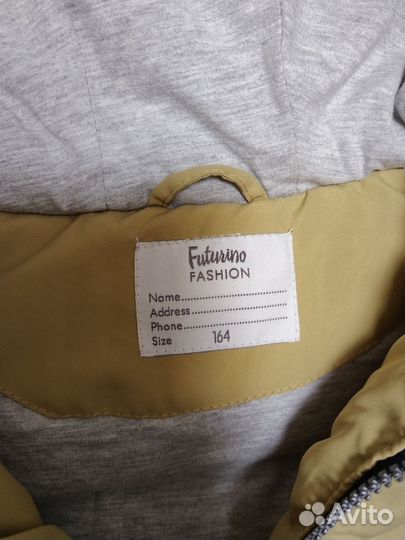 Futurino
FASHION
Name....................................
Address................................
Phone...................................
Size 164
Avito